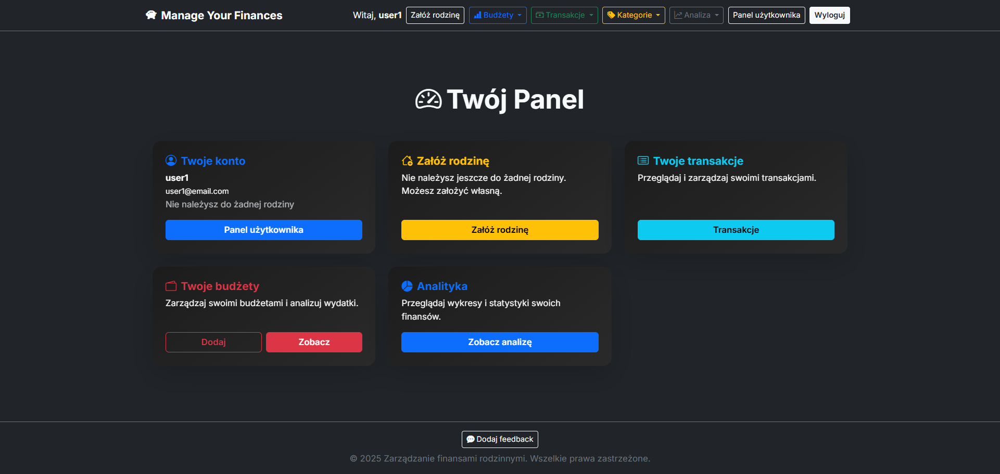 Manage Your Finances
Witaj, user1
Załóż rodzinę
Budżety
Transakcje
Kategorie
Analiza
Panel użytkownika
Wyloguj
Twój Panel
Twoje konto
user1
user1@email.com
Nie należysz do żadnej rodziny
Panel użytkownika
Załóż rodzinę
Nie należysz jeszcze do żadnej rodziny.
Możesz założyć własną.
Załóż rodzinę
Twoje transakcje
Przeglądaj i zarządzaj swoimi transakcjami.
Transakcje
Twoje budżety
Zarządzaj swoimi budżetami i analizuj wydatki.
Dodaj
Zobacz
Analityka
Przeglądaj wykresy i statystyki swoich
finansów.
Zobacz analizę
Dodaj feedback
© 2025 Zarządzanie finansami rodzinnymi. Wszelkie prawa zastrzeżone.